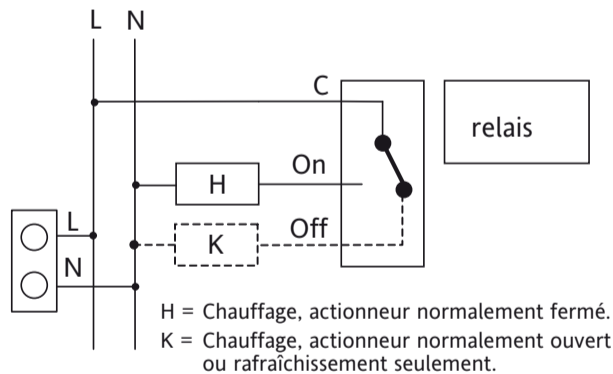 L N
C
relais
On
H
Off
K
L
N
H = Chauffage, actionneur normalement fermé.
K = Chauffage, actionneur normalement ouvert
ou rafraîchissement seulement.